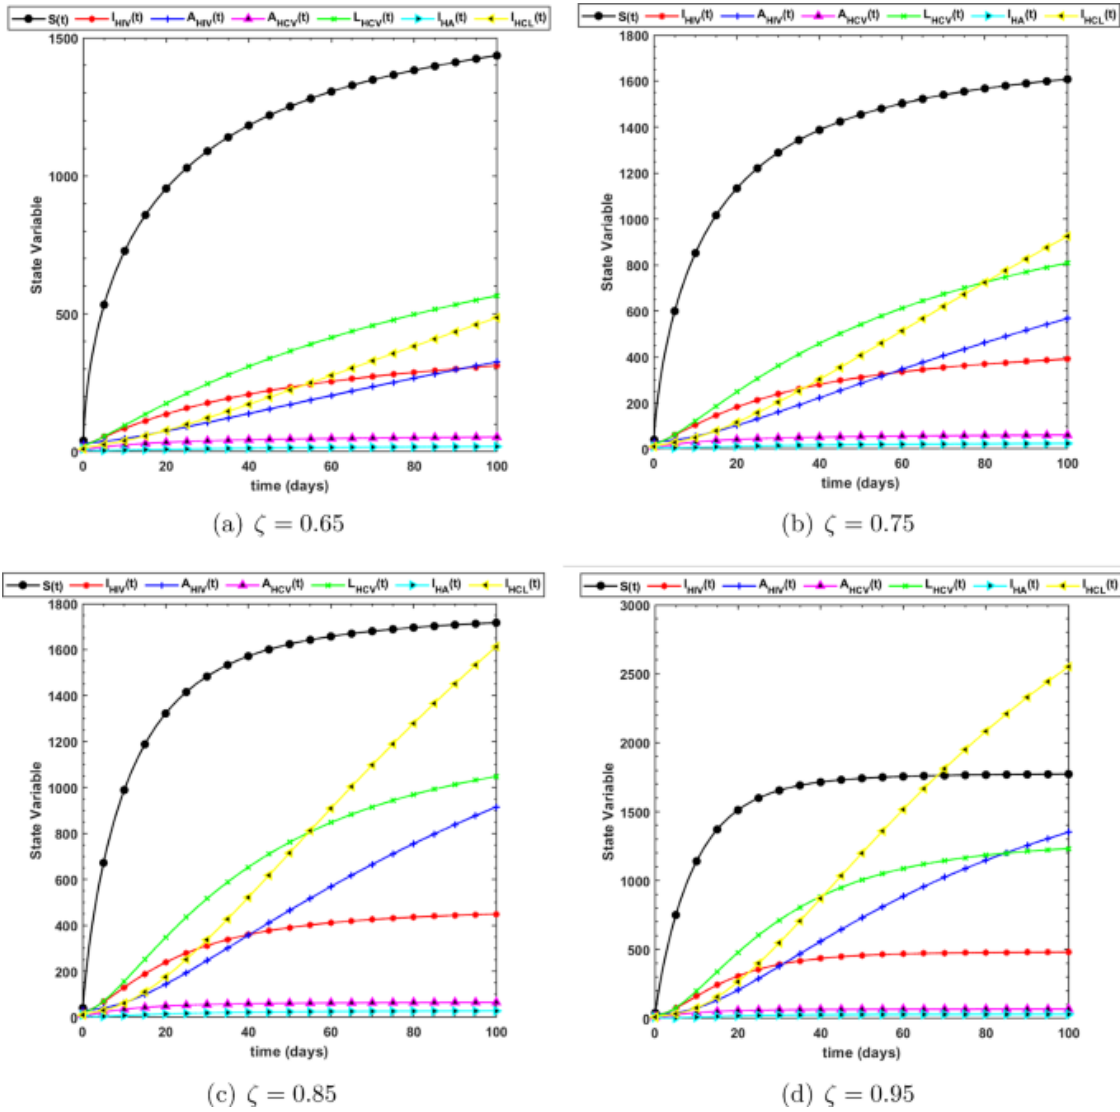 S(t) I_HIV(t) A_HIV(t) A_HCV(t) L_HCV(t) I_HA(t) I_HCL(t)
1500
1000
500
0
State Variable
0 20 40 60 80 100
time (days)
(a) ζ = 0.65
S(t) I_HIV(t) A_HIV(t) A_HCV(t) L_HCV(t) I_HA(t) I_HCL(t)
1800
1600
1400
1200
1000
800
600
400
200
0
State Variable
0 20 40 60 80 100
time (days)
(b) ζ = 0.75
S(t) I_HIV(t) A_HIV(t) A_HCV(t) L_HCV(t) I_HA(t) I_HCL(t)
1800
1600
1400
1200
1000
800
600
400
200
0
State Variable
0 20 40 60 80 100
time (days)
(c) ζ = 0.85
S(t) I_HIV(t) A_HIV(t) A_HCV(t) L_HCV(t) I_HA(t) I_HCL(t)
3000
2500
2000
1500
1000
500
0
State Variable
0 20 40 60 80 100
time (days)
(d) ζ = 0.95